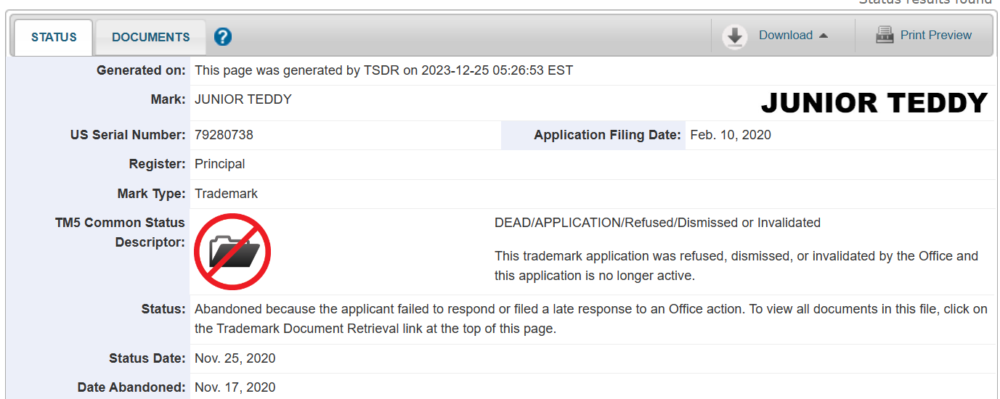 Status results found
STATUS DOCUMENTS ? Download Print Preview
Generated on: This page was generated by TSDR on 2023-12-25 05:26:53 EST
Mark: JUNIOR TEDDY JUNIOR TEDDY
US Serial Number: 79280738 Application Filing Date: Feb. 10, 2020
Register: Principal
Mark Type: Trademark
TM5 Common Status Descriptor: DEAD/APPLICATION/Refused/Dismissed or Invalidated
This trademark application was refused, dismissed, or invalidated by the Office and
this application is no longer active.
Status: Abandoned because the applicant failed to respond or filed a late response to an Office action. To view all documents in this file, click on
the Trademark Document Retrieval link at the top of this page.
Status Date: Nov. 25, 2020
Date Abandoned: Nov. 17, 2020